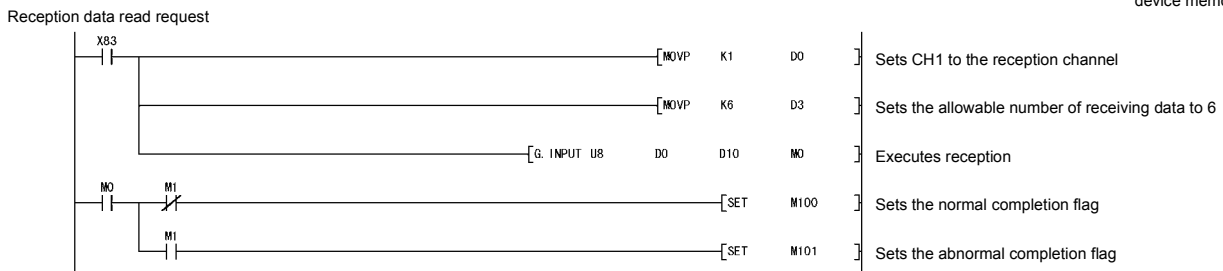 device memo
Reception data read request
X83
[MOVP K1 D0 ] Sets CH1 to the reception channel
[MOVP K6 D3 ] Sets the allowable number of receiving data to 6
[G. INPUT U8 D0 D10 M0 ] Executes reception
M0 M1
[SET M100 ] Sets the normal completion flag
M1
[SET M101 ] Sets the abnormal completion flag